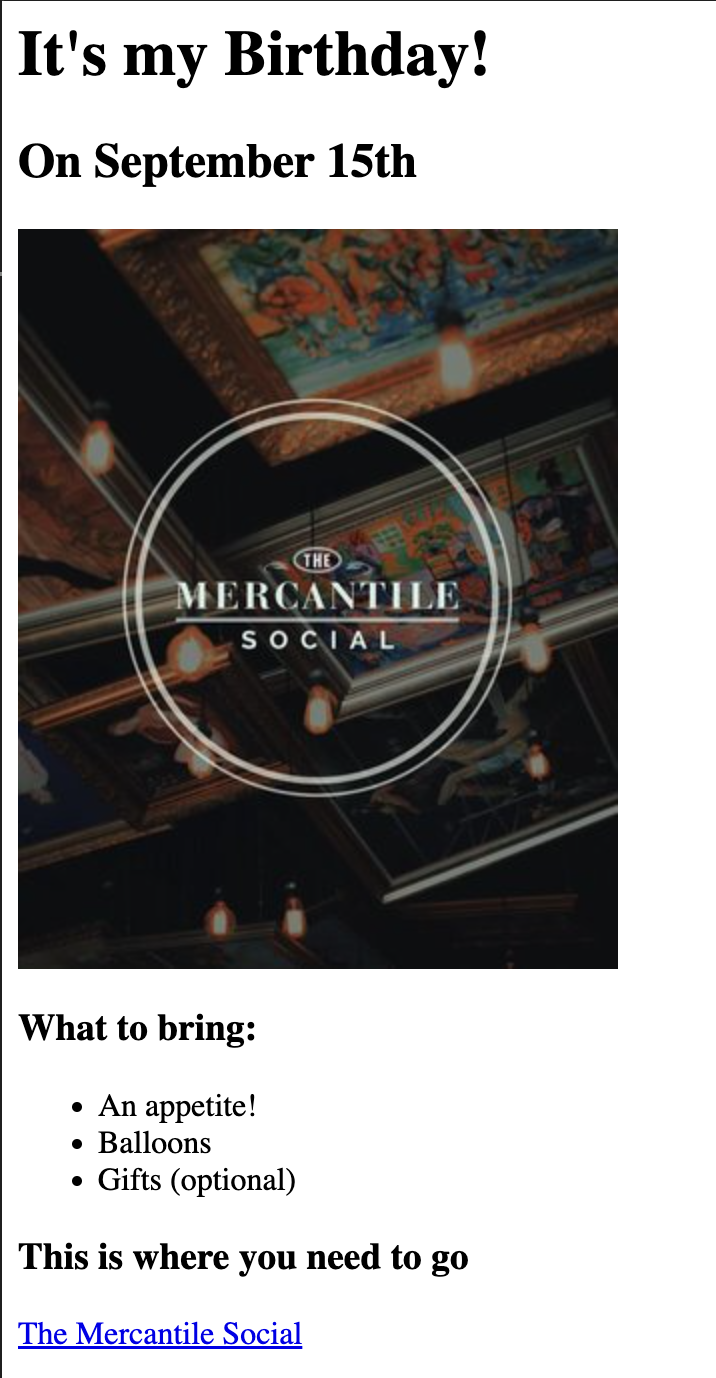 It's my Birthday!
On September 15th
THE
MERCANTILE
SOCIAL
What to bring:
• An appetite!
• Balloons
• Gifts (optional)
This is where you need to go
The Mercantile Social